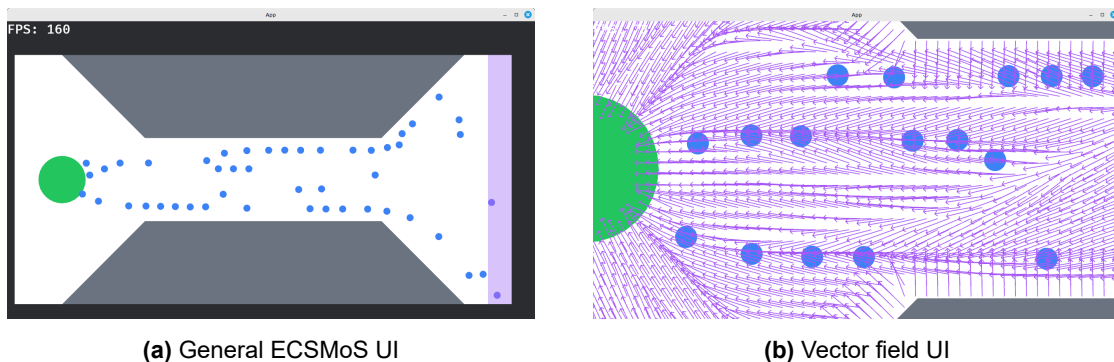 App
App
FPS: 160
(a) General ECSMoS UI
(b) Vector field UI